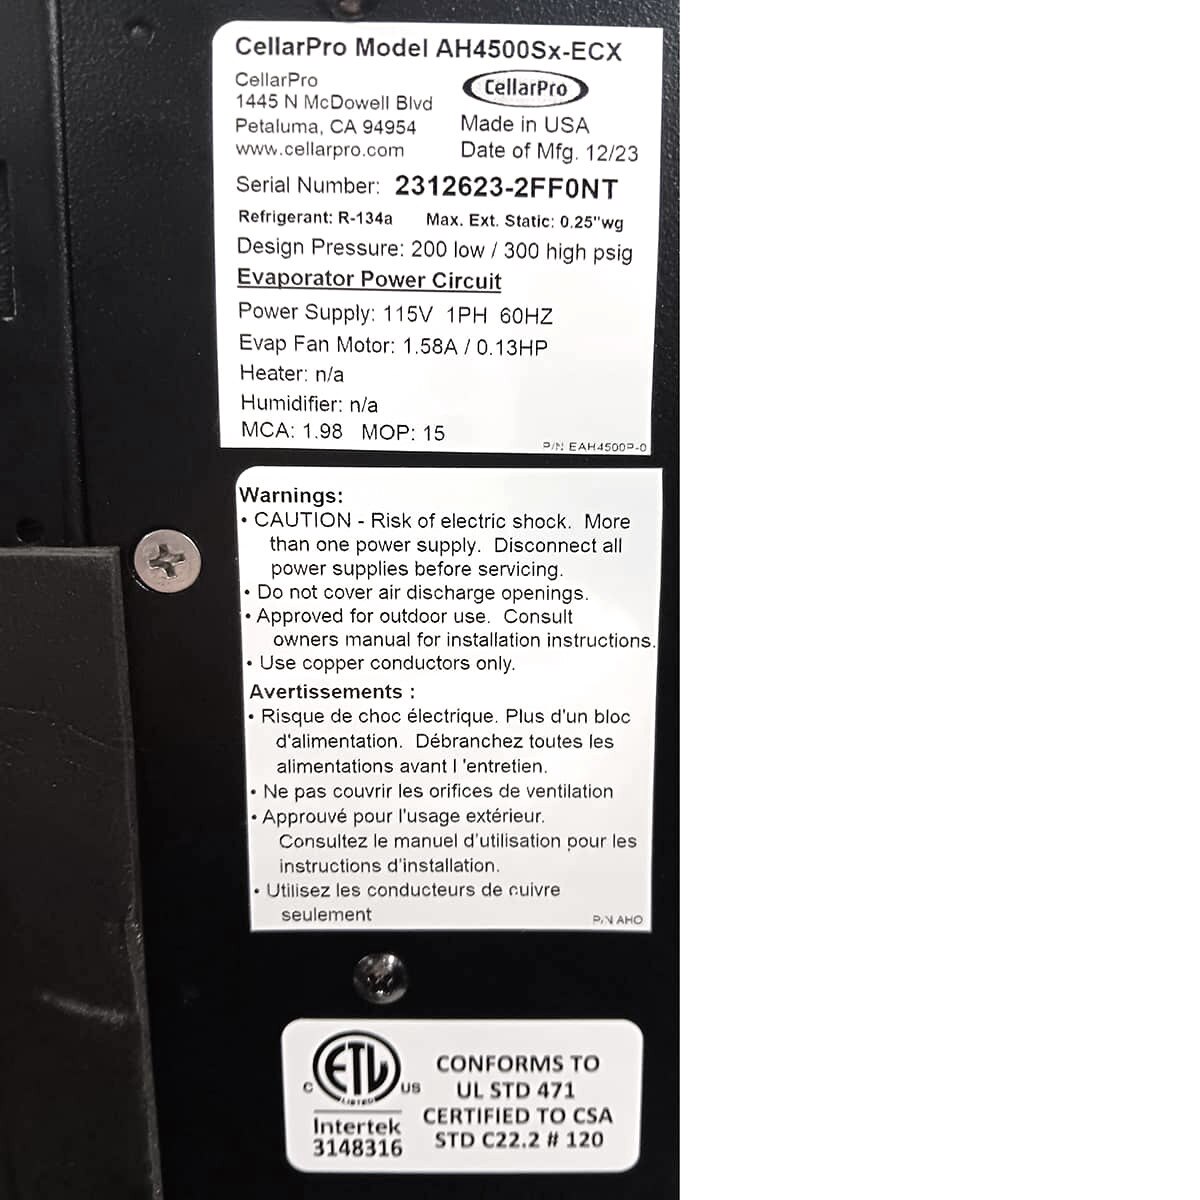 CellarPro Model AH4500Sx-ECX
CellarPro
1445 N McDowell Blvd
Petaluma, CA 94954
www.cellarpro.com
CellarPro
Made in USA
Date of Mfg. 12/23
Serial Number: 2312623-2FF0NT
Refrigerant: R-134a Max. Ext. Static: 0.25"wg
Design Pressure: 200 low / 300 high psig
Evaporator Power Circuit
Power Supply: 115V 1PH 60HZ
Evap Fan Motor: 1.58A / 0.13HP
Heater: n/a
Humidifier: n/a
MCA: 1.98 MOP: 15
P/N EAH4500P-0
Warnings:
• CAUTION - Risk of electric shock. More
than one power supply. Disconnect all
power supplies before servicing.
• Do not cover air discharge openings.
• Approved for outdoor use. Consult
owners manual for installation instructions.
• Use copper conductors only.
Avertissements :
• Risque de choc électrique. Plus d'un bloc
d'alimentation. Débranchez toutes les
alimentations avant l 'entretien.
• Ne pas couvrir les orifices de ventilation
• Approuvé pour l'usage extérieur.
Consultez le manuel d'utilisation pour les
instructions d'installation.
• Utilisez les conducteurs de cuivre
seulement
P/N AHO
C ETL US
LISTED
Intertek
3148316
CONFORMS TO
UL STD 471
CERTIFIED TO CSA
STD C22.2 # 120